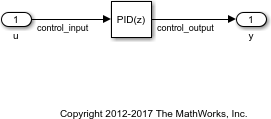 1
u
control_input
PID(z)
control_output
1
y
Copyright 2012-2017 The MathWorks, Inc.